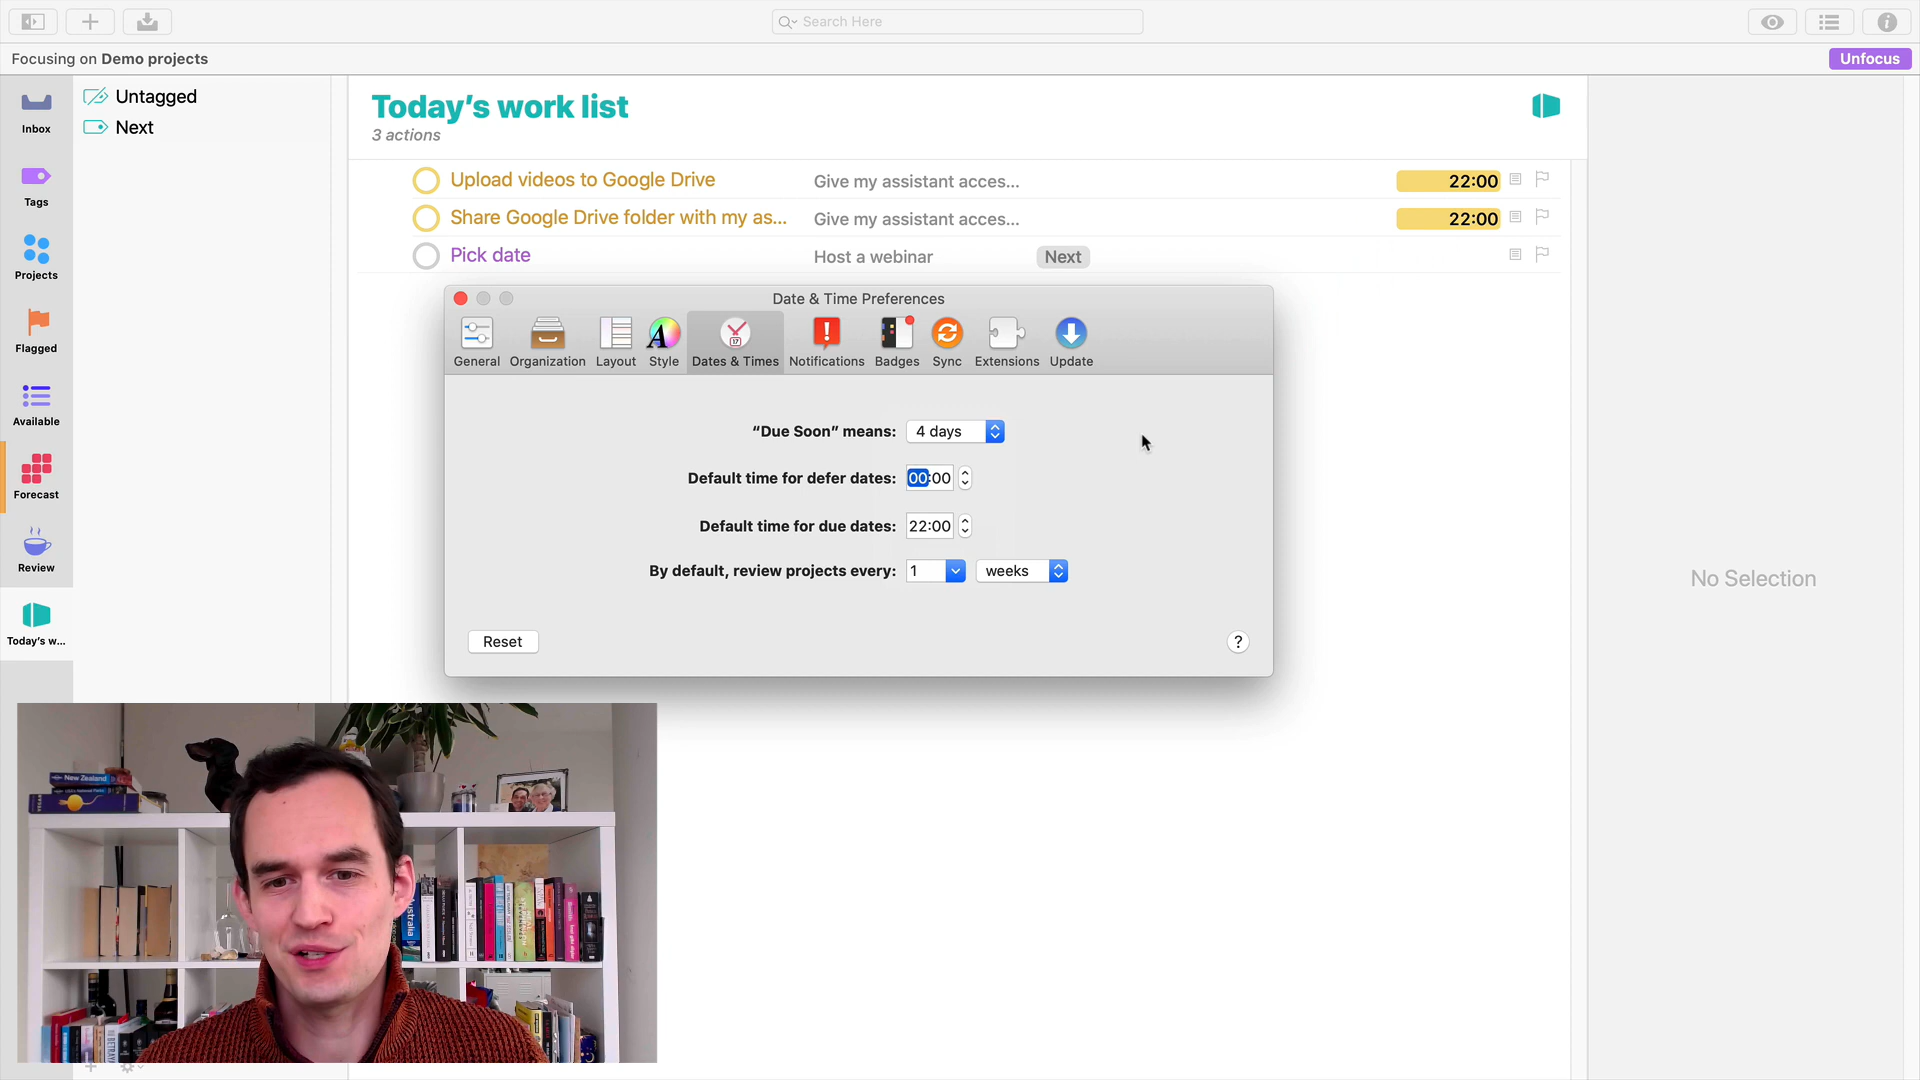 Search Here
Focusing on Demo projects
Unfocus
Inbox
Tags
Projects
Flagged
Available
Forecast
Review
Today's w...
Untagged
Next
Today's work list
3 actions
Upload videos to Google Drive
Give my assistant acces...
22:00
Share Google Drive folder with my as...
Give my assistant acces...
22:00
Pick date
Host a webinar
Next
Date & Time Preferences
General
Organization
Layout
Style
17
Dates & Times
Notifications
Badges
Sync
Extensions
Update
“Due Soon” means:
4 days
Default time for defer dates:
00:00
Default time for due dates:
22:00
By default, review projects every:
1
weeks
Reset
?
No Selection
New Zealand
Australia